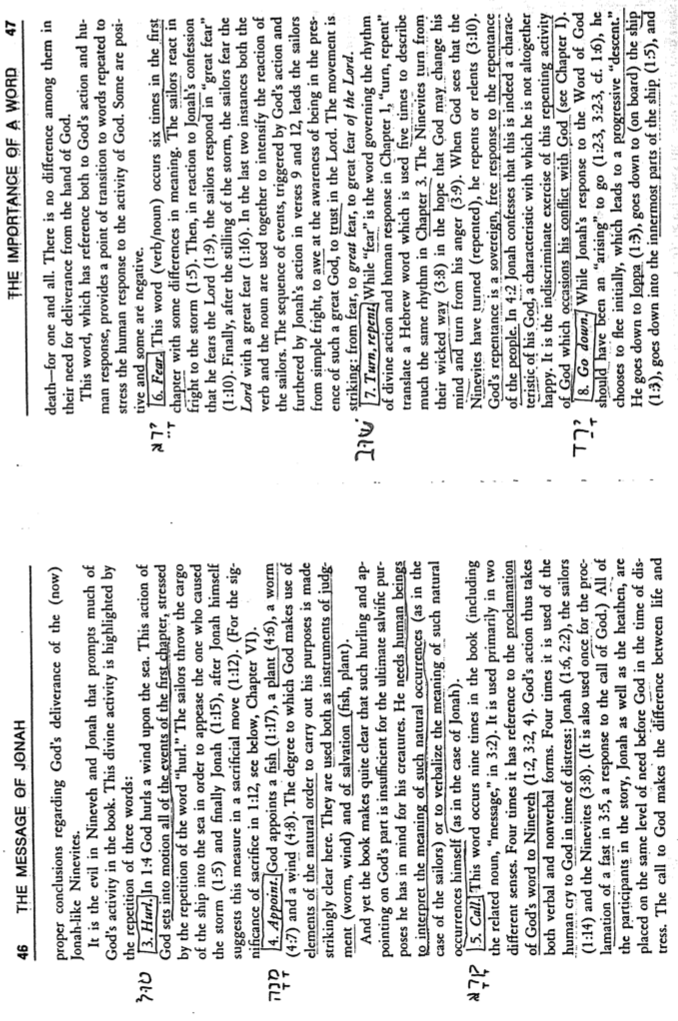 46 THE MESSAGE OF JONAH
proper conclusions regarding God's deliverance of the (now)
Jonah-like Ninevites.
It is the evil in Nineveh and Jonah that prompts much of
God's activity in the book. This divine activity is highlighted by
the repetition of three words:
טול 3. Hurl. In 1:4 God hurls a wind upon the sea. This action of
God sets into motion all of the events of the first chapter, stressed
by the repetition of the word "hurl." The sailors throw the cargo
of the ship into the sea in order to appease the one who caused
the storm (1:5) and finally Jonah (1:15), after Jonah himself
suggests this measure in a sacrificial move (1:12). (For the sig-
nificance of sacrifice in 1:12, see below, Chapter VI).
מנה 4. Appoint. God appoints a fish (1:17), a plant (4:6), a worm
(4:7) and a wind (4:8). The degree to which God makes use of
elements of the natural order to carry out his purposes is made
strikingly clear here. They are used both as instruments of judg-
ment (worm, wind) and of salvation (fish, plant).
And yet the book makes quite clear that such hurling and ap-
pointing on God's part is insufficient for the ultimate salvific pur-
poses he has in mind for his creatures. He needs human beings
to interpret the meaning of such natural occurrences (as in the
case of the sailors) or to verbalize the meaning of such natural
occurrences himself (as in the case of Jonah).
קרא 5. Call. This word occurs nine times in the book (including
the related noun, "message," in 3:2). It is used primarily in two
different senses. Four times it has reference to the proclamation
of God's word to Nineveh (1:2, 3:2, 4). God's action thus takes
both verbal and nonverbal forms. Four times it is used of the
human cry to God in time of distress: Jonah (1:6, 2:2), the sailors
(1:14) and the Ninevites (3:8). (It is also used once for the proc-
lamation of a fast in 3:5, a response to the call of God.) All of
the participants in the story, Jonah as well as the heathen, are
placed on the same level of need before God in the time of dis-
tress. The call to God makes the difference between life and
THE IMPORTANCE OF A WORD 47
death—for one and all. There is no difference among them in
their need for deliverance from the hand of God.
This word, which has reference both to God's action and hu-
man response, provides a point of transition to words repeated to
stress the human response to the activity of God. Some are posi-
tive and some are negative.
ירא 6. Fear. This word (verb/noun) occurs six times in the first
chapter with some differences in meaning. The sailors react in
fright to the storm (1:5). Then, in reaction to Jonah's confession
that he fears the Lord (1:9), the sailors respond in "great fear"
(1:10). Finally, after the stilling of the storm, the sailors fear the
Lord with a great fear (1:16). In the last two instances both the
verb and the noun are used together to intensify the reaction of
the sailors. The sequence of events, triggered by God's action and
furthered by Jonah's action in verses 9 and 12, leads the sailors
from simple fright, to awe at the awareness of being in the pres-
ence of such a great God, to trust in the Lord. The movement is
striking: from fear, to great fear, to great fear of the Lord.
שוב 7. Turn, repent. While "fear" is the word governing the rhythm
of divine action and human response in Chapter 1, "turn, repent"
translate a Hebrew word which is used five times to describe
much the same rhythm in Chapter 3. The Ninevites turn from
their wicked way (3:8) in the hope that God may change his
mind and turn from his anger (3:9). When God sees that the
Ninevites have turned (repented), he repents or relents (3:10).
God's repentance is a sovereign, free response to the repentance
of the people. In 4:2 Jonah confesses that this is indeed a charac-
teristic of his God, a characteristic with which he is not altogether
happy. It is the indiscriminate exercise of this repenting activity
of God which occasions his conflict with God (see Chapter 1).
ירד 8. Go down. While Jonah's response to the Word of God
should have been an "arising" to go (1:2-3, 3:2-3, cf. 1:6), he
chooses to flee initially, which leads to a progressive "descent."
He goes down to Joppa (1:3), goes down to (on board) the ship
(1:3), goes down into the innermost parts of the ship (1:5), and